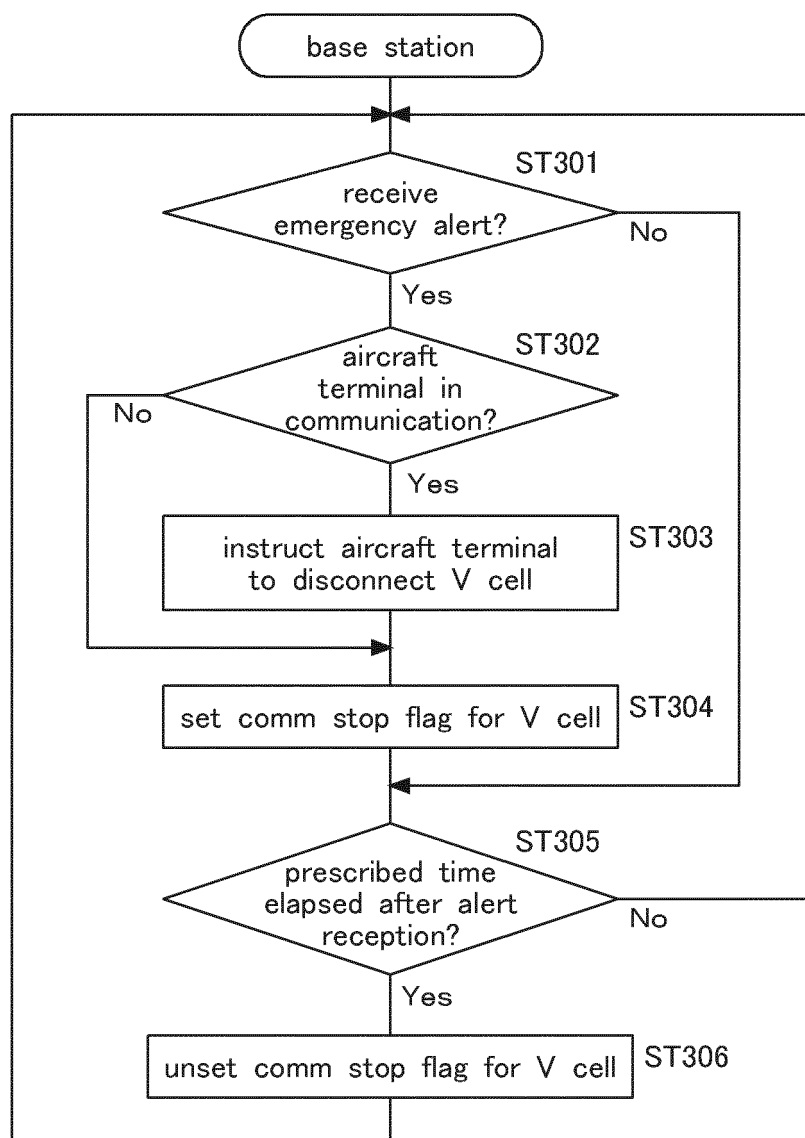 base station
ST301
receive
emergency alert?
No
Yes
ST302
aircraft
terminal in
communication?
No
Yes
ST303
instruct aircraft terminal
to disconnect V cell
ST304
set comm stop flag for V cell
ST305
prescribed time
elapsed after alert
reception?
No
Yes
ST306
unset comm stop flag for V cell